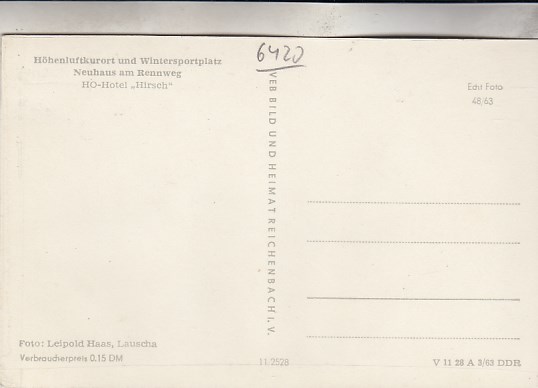 Höhenluftkurort und Wintersportplatz
Neuhaus am Rennweg
HO-Hotel „Hirsch“
6420
VEB BILD UND HEIMAT REICHENBACH I. V.
Echt Foto
48/63
Foto: Leipold Haas, Lauscha
Verbraucherpreis 0.15 DM
11.2528
V 11 28 A 3/63 DDR